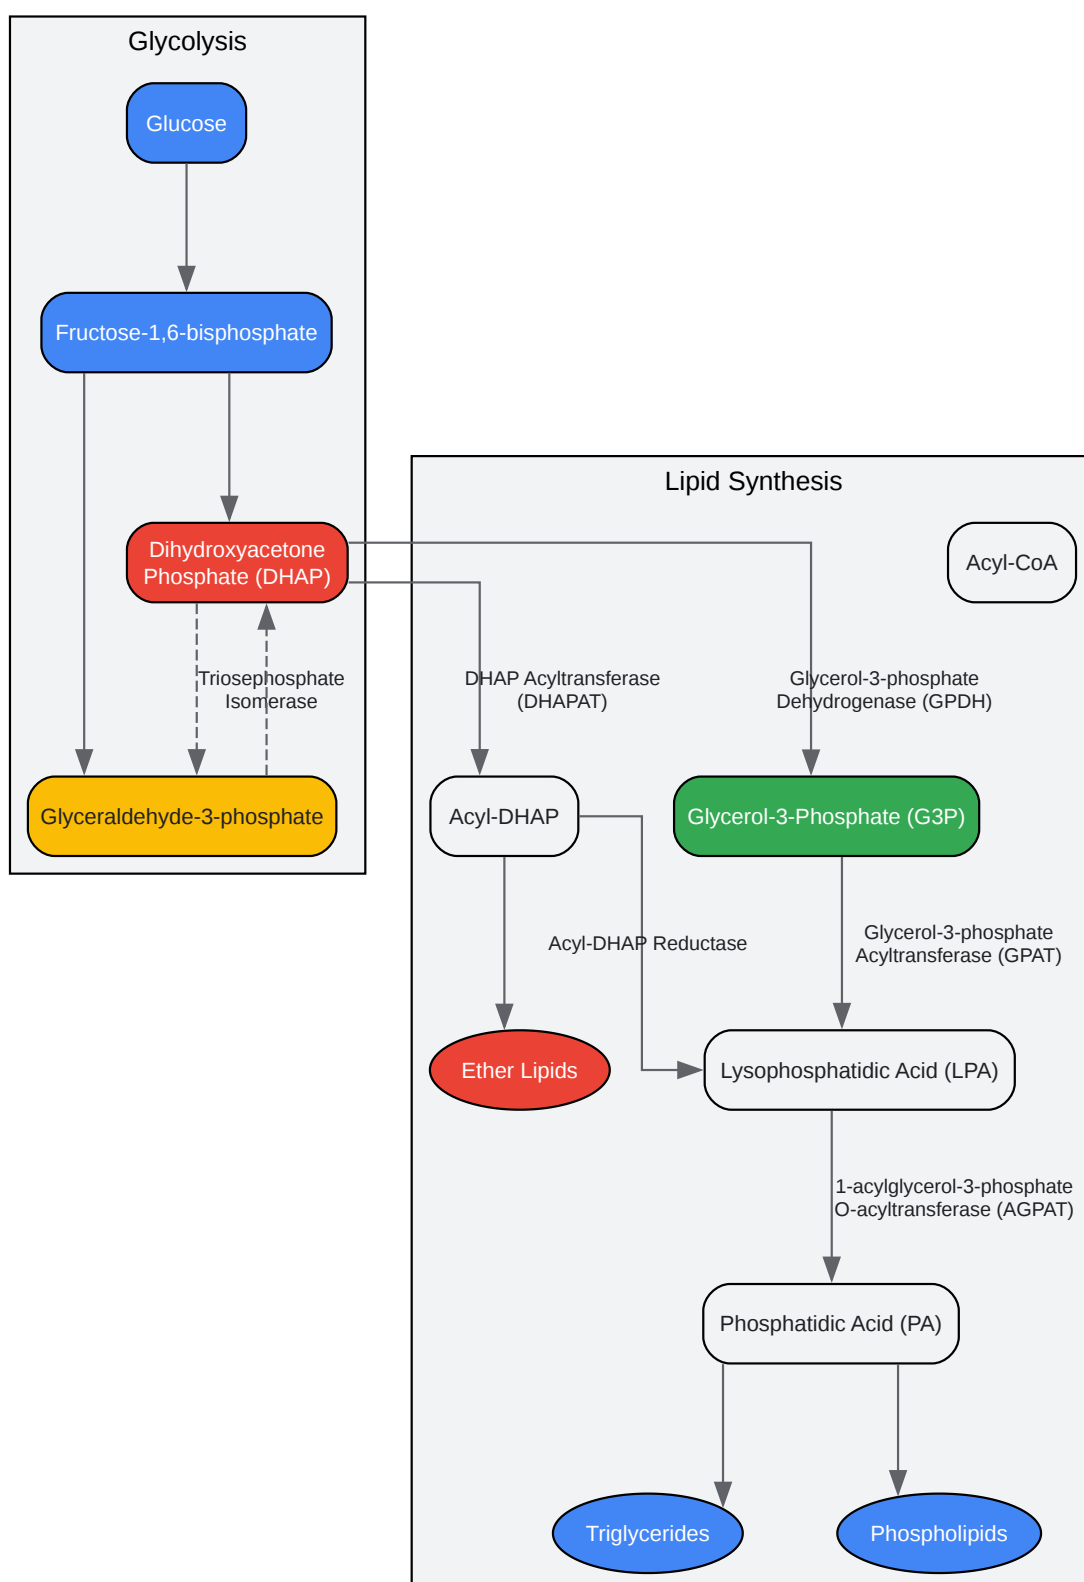 Glycolysis
Glucose
Fructose-1,6-bisphosphate
Lipid Synthesis
Dihydroxyacetone
Phosphate (DHAP)
Acyl-CoA
Triosephosphate
Isomerase
DHAP Acyltransferase
(DHAPAT)
Glycerol-3-phosphate
Dehydrogenase (GPDH)
Glyceraldehyde-3-phosphate
Acyl-DHAP
Glycerol-3-Phosphate (G3P)
Acyl-DHAP Reductase
Glycerol-3-phosphate
Acyltransferase (GPAT)
Ether Lipids
Lysophosphatidic Acid (LPA)
1-acylglycerol-3-phosphate
O-acyltransferase (AGPAT)
Phosphatidic Acid (PA)
Triglycerides
Phospholipids